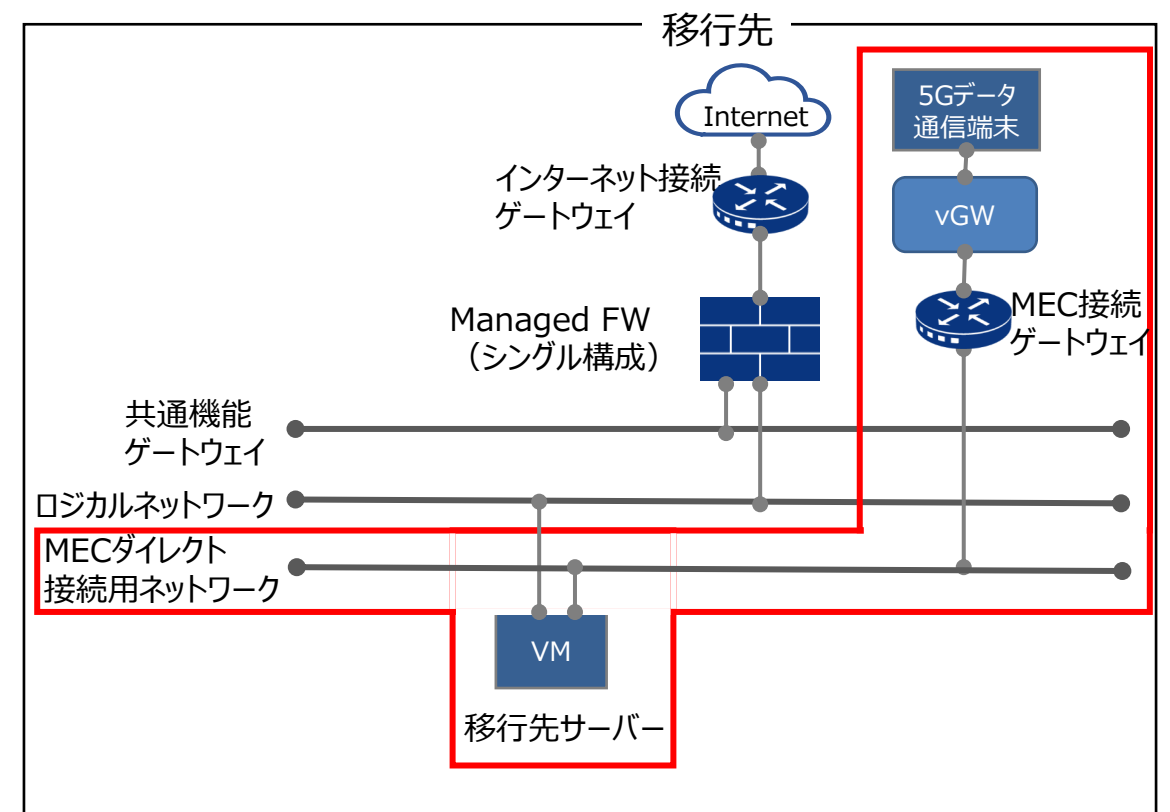 移行先
Internet
インターネット接続
ゲートウェイ
5Gデータ
通信端末
vGW
MEC接続
ゲートウェイ
Managed FW
（シングル構成）
共通機能
ゲートウェイ
ロジカルネットワーク
MECダイレクト
接続用ネットワーク
VM
移行先サーバー